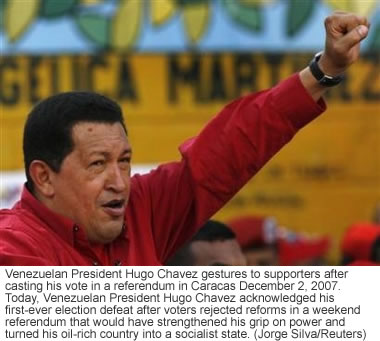 ANGELICA MARTINEZ
Venezuelan President Hugo Chavez gestures to supporters after
casting his vote in a referendum in Caracas December 2, 2007.
Today, Venezuelan President Hugo Chavez acknowledged his
first-ever election defeat after voters rejected reforms in a weekend
referendum that would have strengthened his grip on power and
turned his oil-rich country into a socialist state. (Jorge Silva/Reuters)